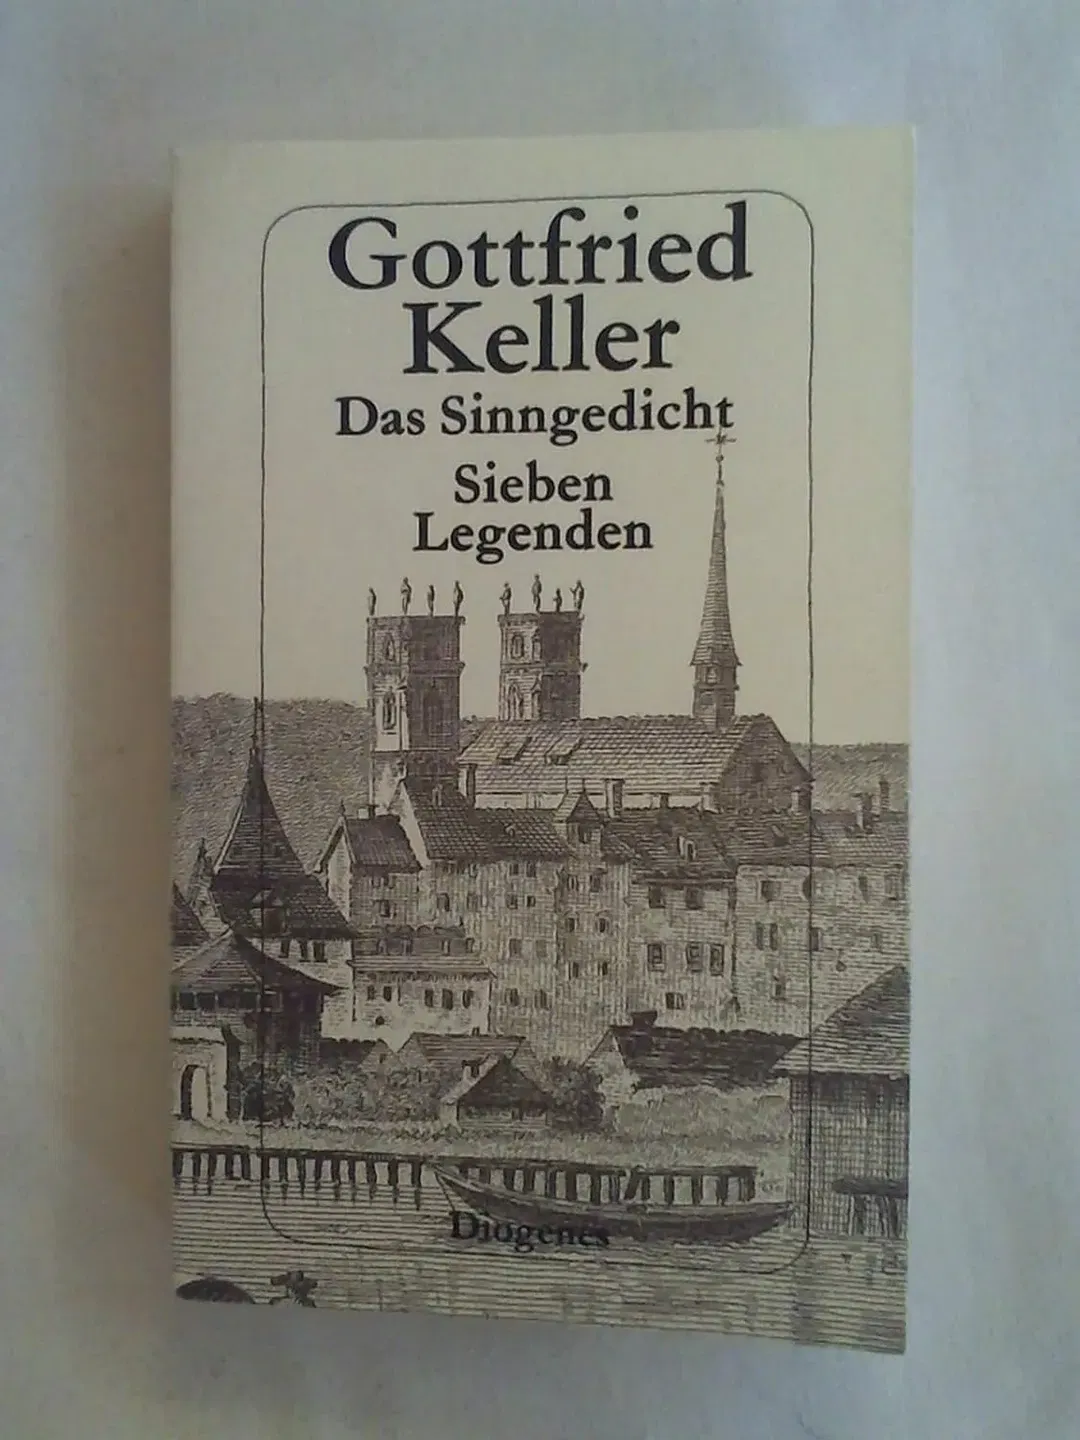 Gottfried
Keller
Das Sinngedicht
Sieben
Legenden
Diogenes